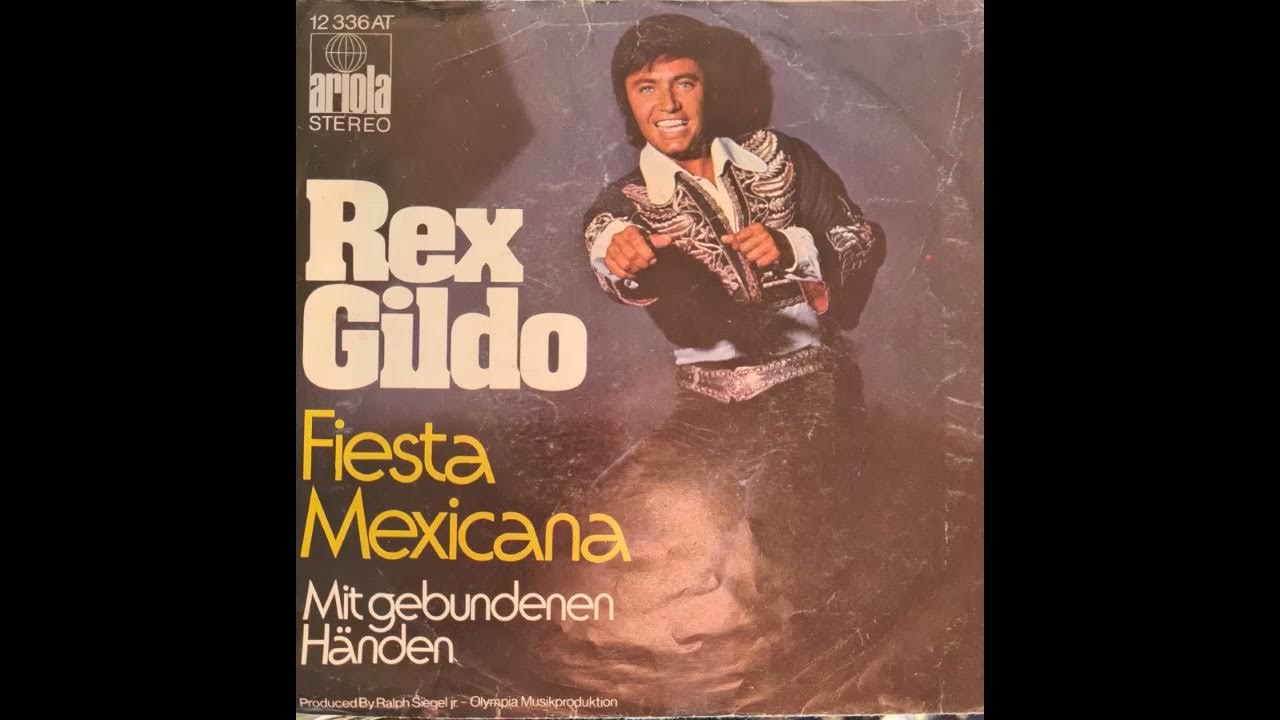 12 336 AT
ariola
STEREO
Rex
Gildo
Fiesta
Mexicana
Mit gebundenen
Händen
Produced By Ralph Siegel jr. - Olympia Musikproduktion